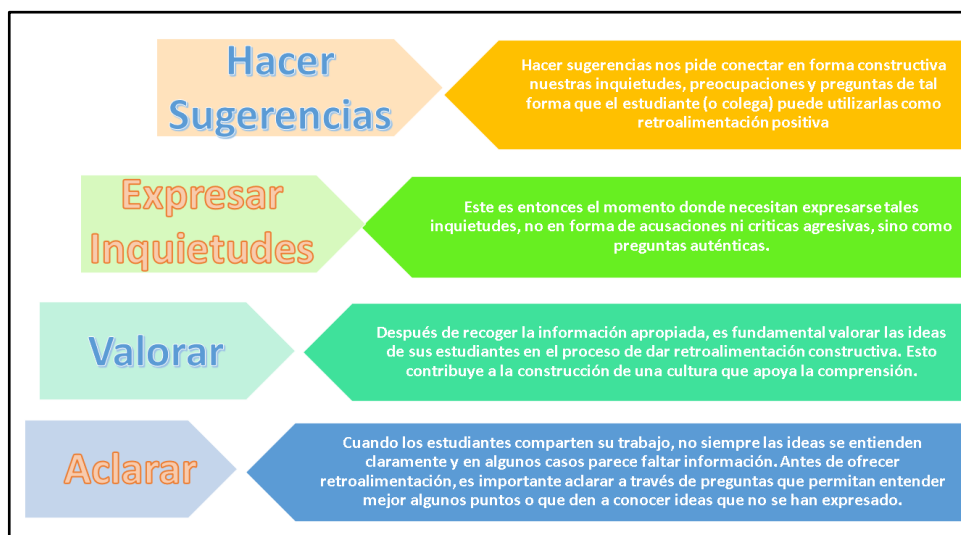 Hacer
Sugerencias
Hacer sugerencias nos pide conectar en forma constructiva
nuestras inquietudes, preocupaciones y preguntas de tal
forma que el estudiante (o colega) puede utilizarlas como
retroalimentación positiva
Expresar
Inquietudes
Este es entonces el momento donde necesitan expresarse tales
inquietudes, no en forma de acusaciones ni criticas agresivas, sino como
preguntas auténticas.
Valorar
Después de recoger la información apropiada, es fundamental valorar las ideas
de sus estudiantes en el proceso de dar retroalimentación constructiva. Esto
contribuye a la construcción de una cultura que apoya la comprensión.
Aclarar
Cuando los estudiantes comparten su trabajo, no siempre las ideas se entienden
claramente y en algunos casos parece faltar información. Antes de ofrecer
retroalimentación, es importante aclarar a través de preguntas que permitan entender
mejor algunos puntos o que den a conocer ideas que no se han expresado.